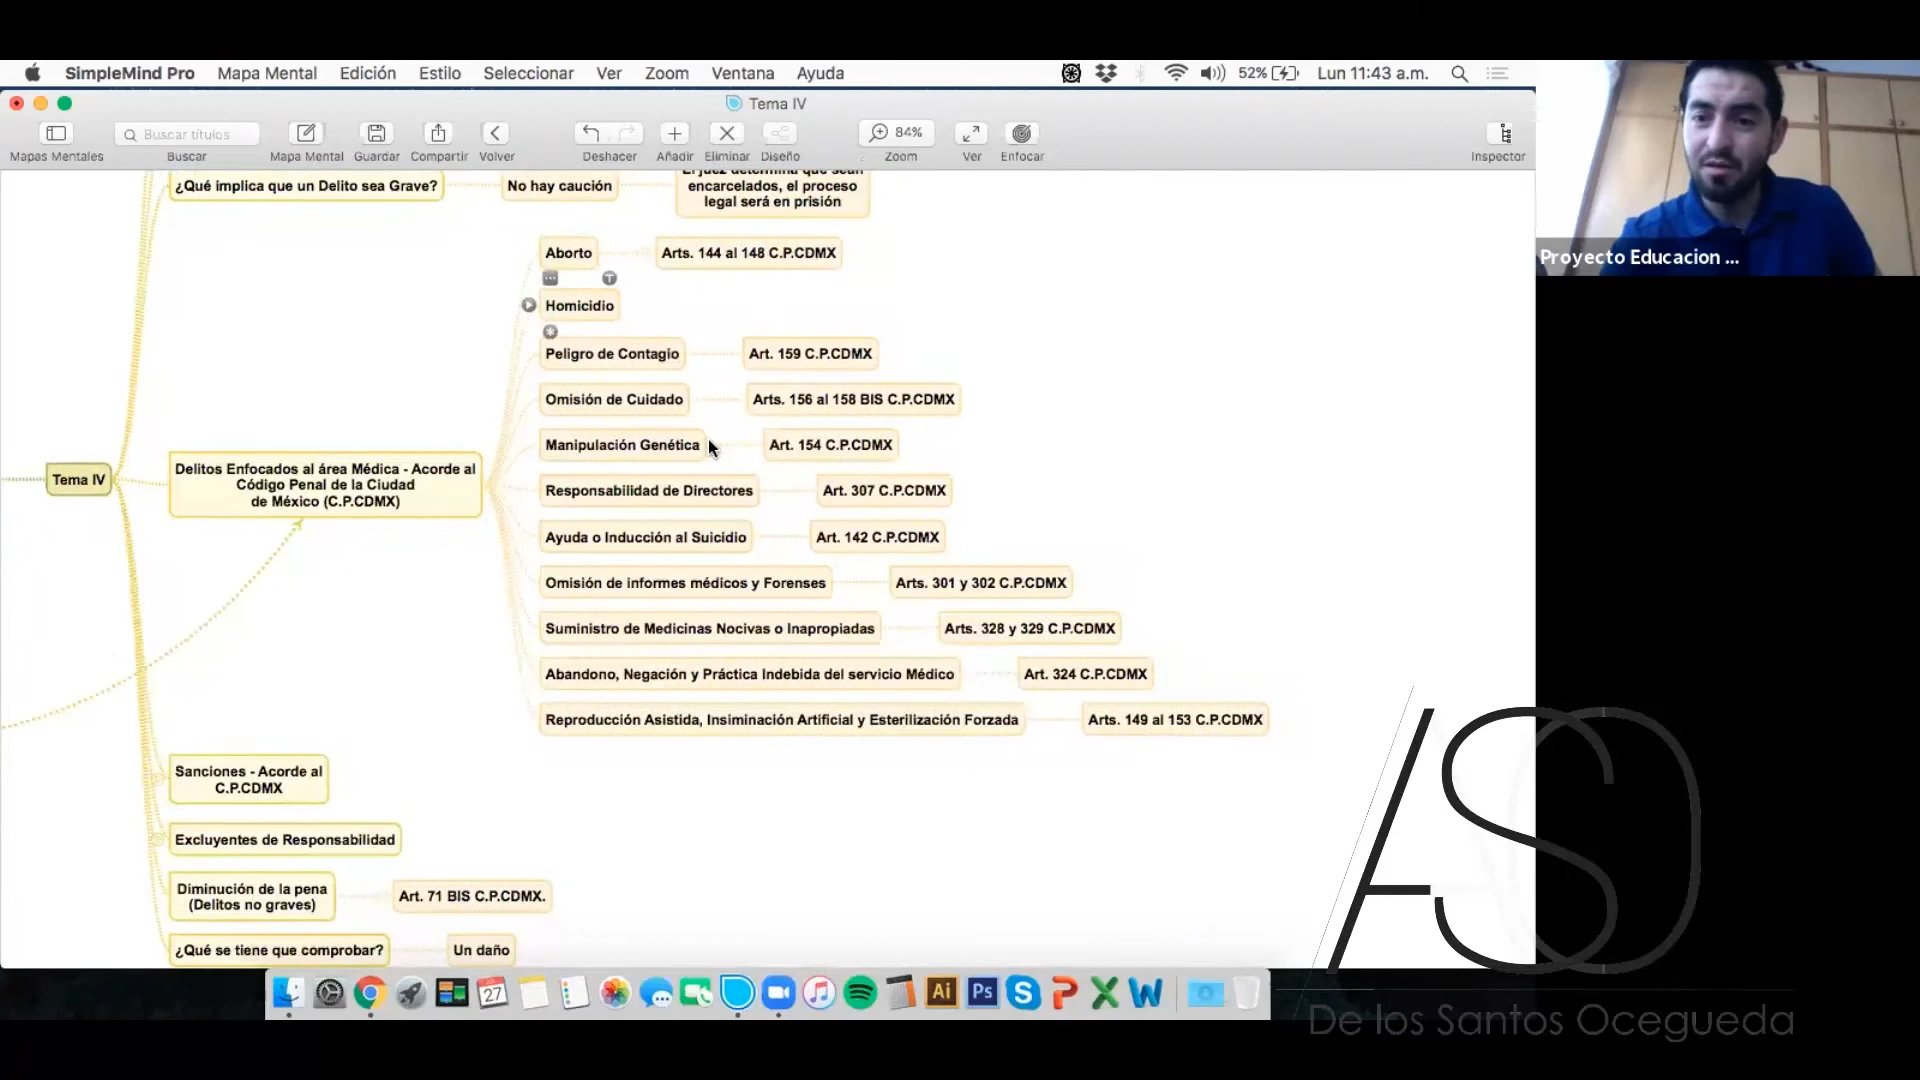 SimpleMind Pro Mapa Mental Edición Estilo Seleccionar Ver Zoom Ventana Ayuda 52% Lun 11:43 a.m.
Tema IV
Buscar títulos
84%
Mapas Mentales Buscar Mapa Mental Guardar Compartir Volver Deshacer Añadir Eliminar Diseño Zoom Ver Enfocar Inspector
¿Qué implica que un Delito sea Grave?
No hay caución
El juez determina que sean
encarcelados, el proceso
legal será en prisión
Proyecto Educacion ...
Aborto
Arts. 144 al 148 C.P.CDMX
Homicidio
Peligro de Contagio
Art. 159 C.P.CDMX
Omisión de Cuidado
Arts. 156 al 158 BIS C.P.CDMX
Manipulación Genética
Art. 154 C.P.CDMX
Tema IV
Delitos Enfocados al área Médica - Acorde al
Código Penal de la Ciudad
de México (C.P.CDMX)
Responsabilidad de Directores
Art. 307 C.P.CDMX
Ayuda o Inducción al Suicidio
Art. 142 C.P.CDMX
Omisión de informes médicos y Forenses
Arts. 301 y 302 C.P.CDMX
Suministro de Medicinas Nocivas o Inapropiadas
Arts. 328 y 329 C.P.CDMX
Abandono, Negación y Práctica Indebida del servicio Médico
Art. 324 C.P.CDMX
Reproducción Asistida, Insiminación Artificial y Esterilización Forzada
Arts. 149 al 153 C.P.CDMX
Sanciones - Acorde al
C.P.CDMX
Excluyentes de Responsabilidad
Diminución de la pena
(Delitos no graves)
Art. 71 BIS C.P.CDMX.
¿Qué se tiene que comprobar?
Un daño
27
Ai
Ps
De los Santos Ocegueda